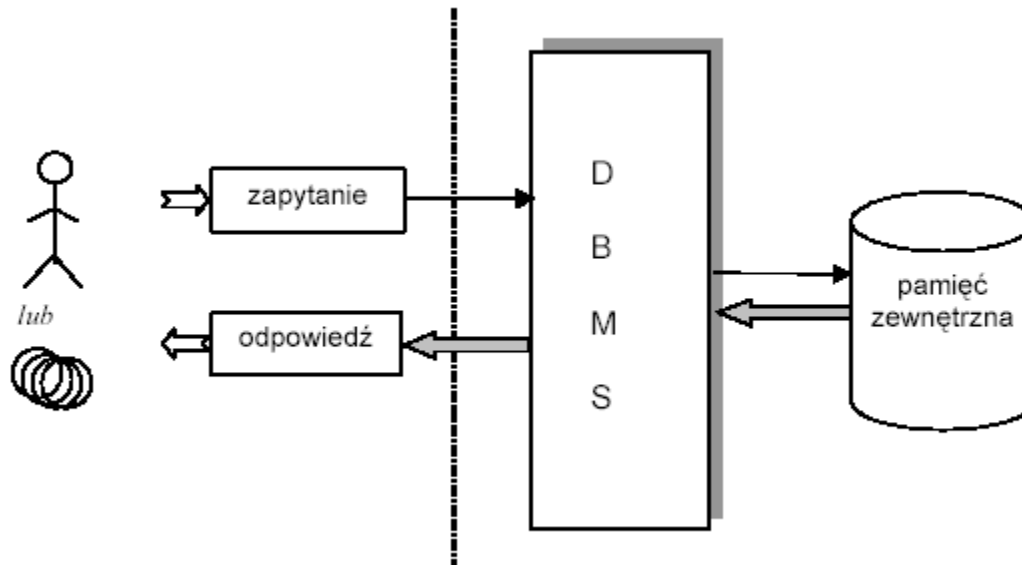 zapytanie
lub
odpowiedź
D
B
M
S
pamięć
zewnętrzna